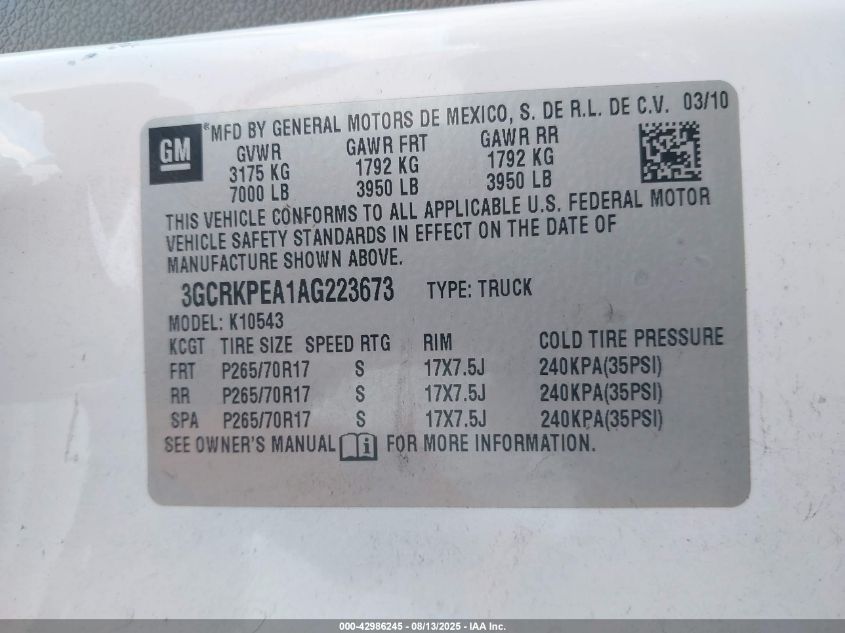 GM
*MFD BY GENERAL MOTORS DE MEXICO, S. DE R.L. DE C.V. 03/10
GVWR GAWR FRT GAWR RR
3175 KG 1792 KG 1792 KG
7000 LB 3950 LB 3950 LB
THIS VEHICLE CONFORMS TO ALL APPLICABLE U.S. FEDERAL MOTOR
VEHICLE SAFETY STANDARDS IN EFFECT ON THE DATE OF
MANUFACTURE SHOWN ABOVE.
3GCRKPEA1AG223673 TYPE: TRUCK
MODEL: K10543
KCGT TIRE SIZE SPEED RTG RIM COLD TIRE PRESSURE
FRT P265/70R17 S 17X7.5J 240KPA(35PSI)
RR P265/70R17 S 17X7.5J 240KPA(35PSI)
SPA P265/70R17 S 17X7.5J 240KPA(35PSI)
SEE OWNER'S MANUAL i FOR MORE INFORMATION.
000-42986245 - 08/13/2025 - IAA Inc.